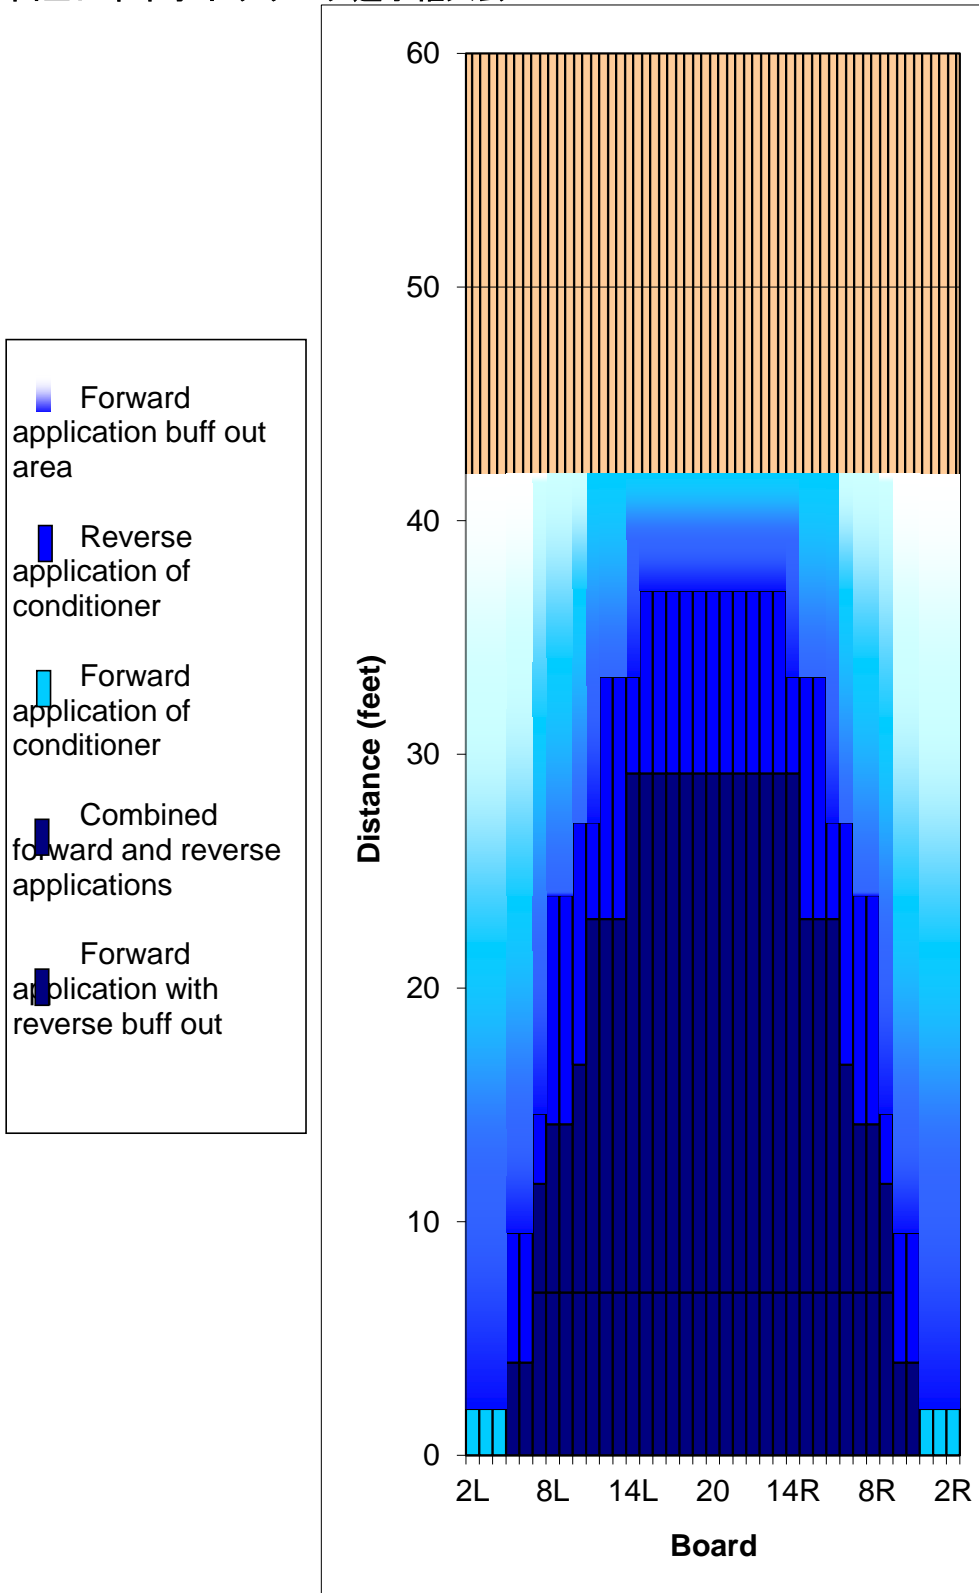 60
50
40
30
20
10
0
Distance (feet)
2L 8L 14L 20 14R 8R 2R
Board
Forward
application buff out
area
Reverse
application of
conditioner
Forward
application of
conditioner
Combined
forward and reverse
applications
Forward
application with
reverse buff out